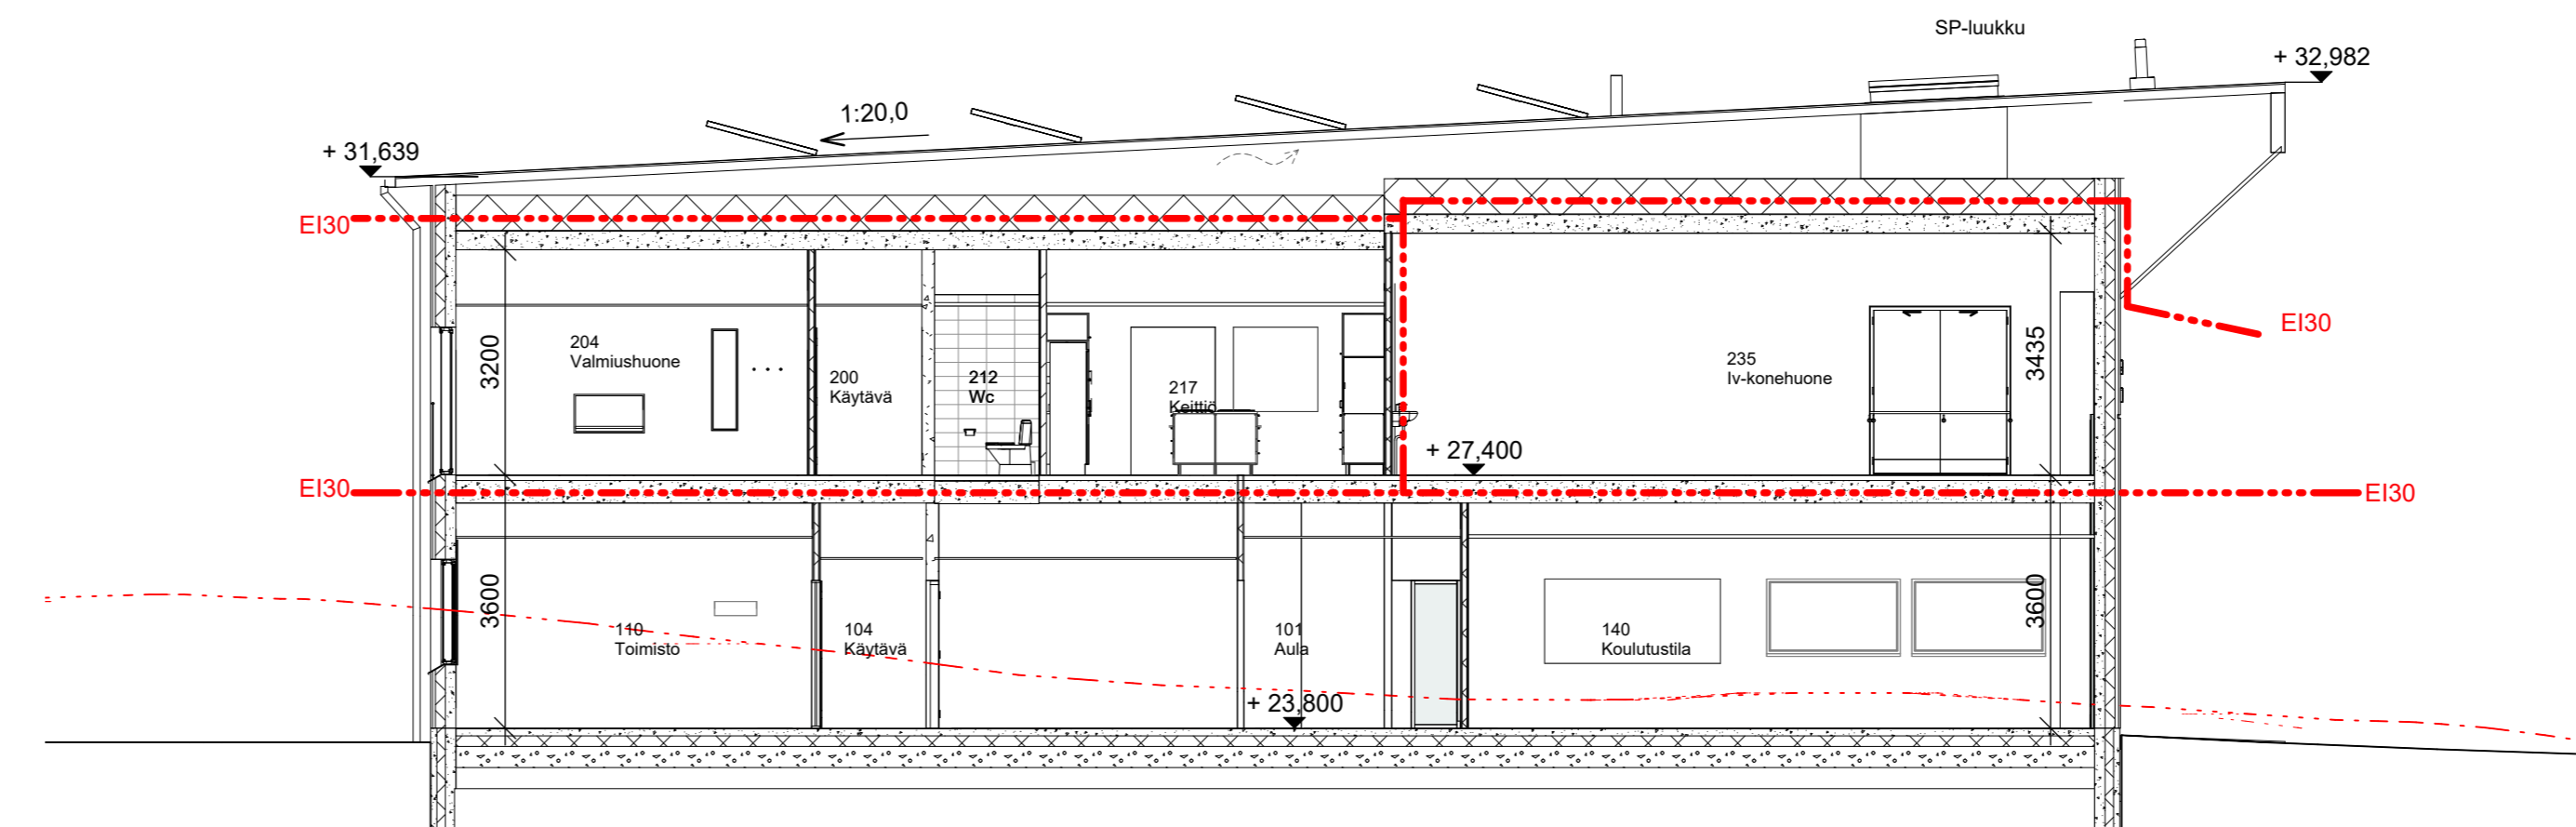 SP-luukku
+ 32,982
1:20,0
+ 31,639
EI30
EI30
204
Valmiushuone
3200
200
Käytävä
212
Wc
217
Keittiö
235
Iv-konehuone
3435
+ 27,400
EI30
EI30
3600
110
Toimisto
104
Käytävä
101
Aula
140
Koulutustila
3600
+ 23,800